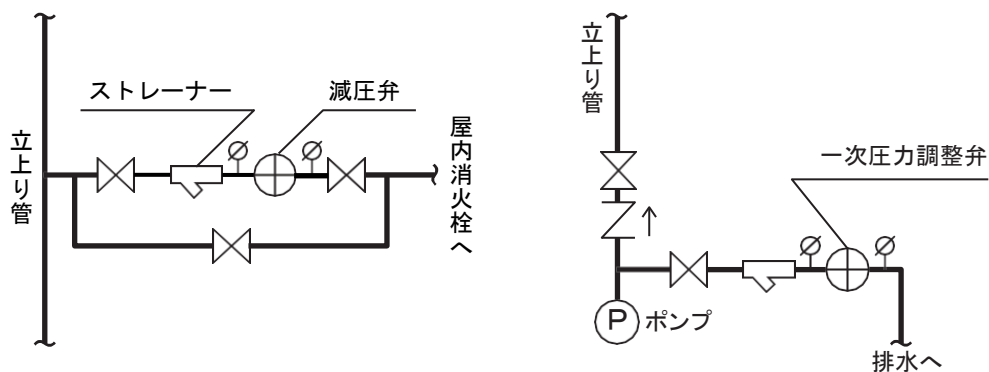 ストレーナー
減圧弁
立上り管
屋内消火栓へ
立上り管
一次圧力調整弁
P
ポンプ
排水へ